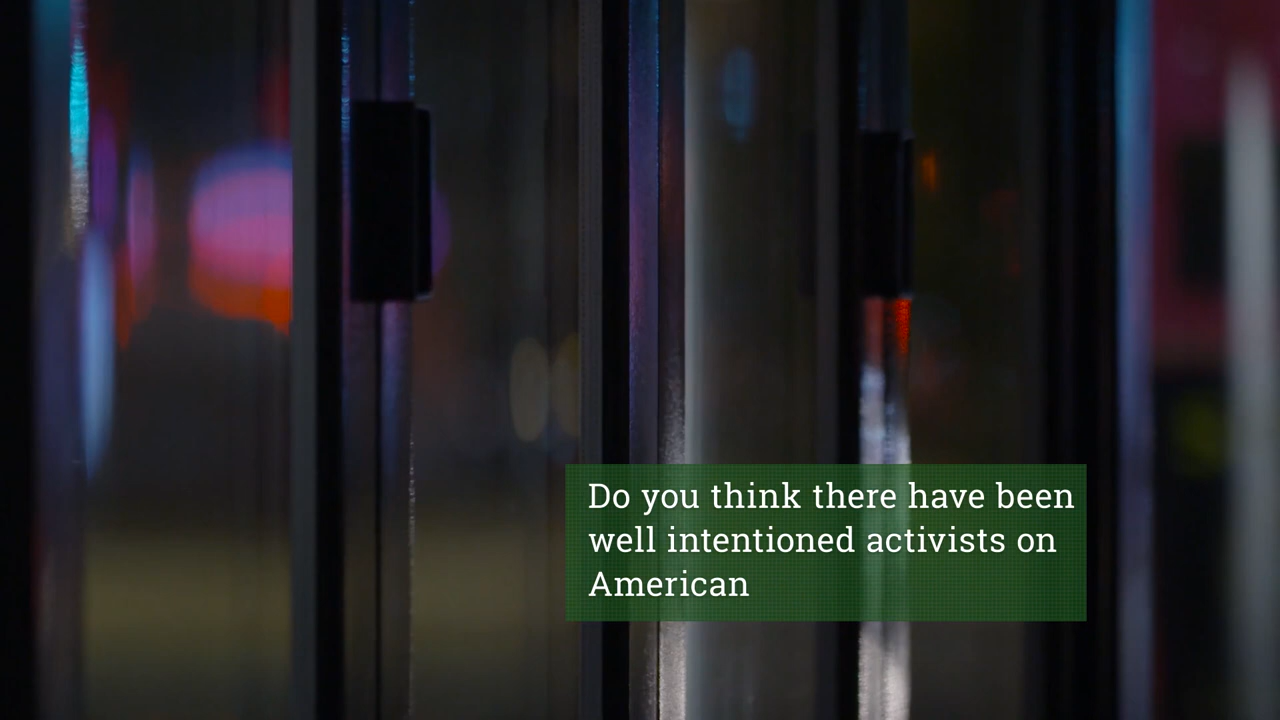 Do you think there have been
well intentioned activists on
American